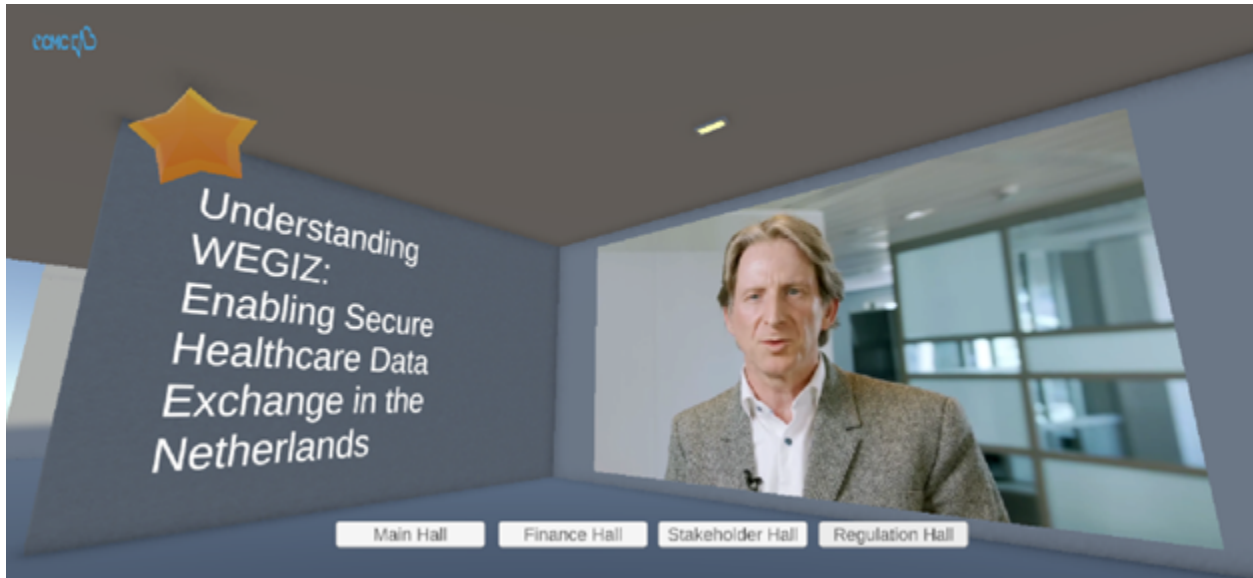 Understanding
WEGIZ:
Enabling Secure
Healthcare Data
Exchange in the
Netherlands
Main Hall
Finance Hall
Stakeholder Hall
Regulation Hall